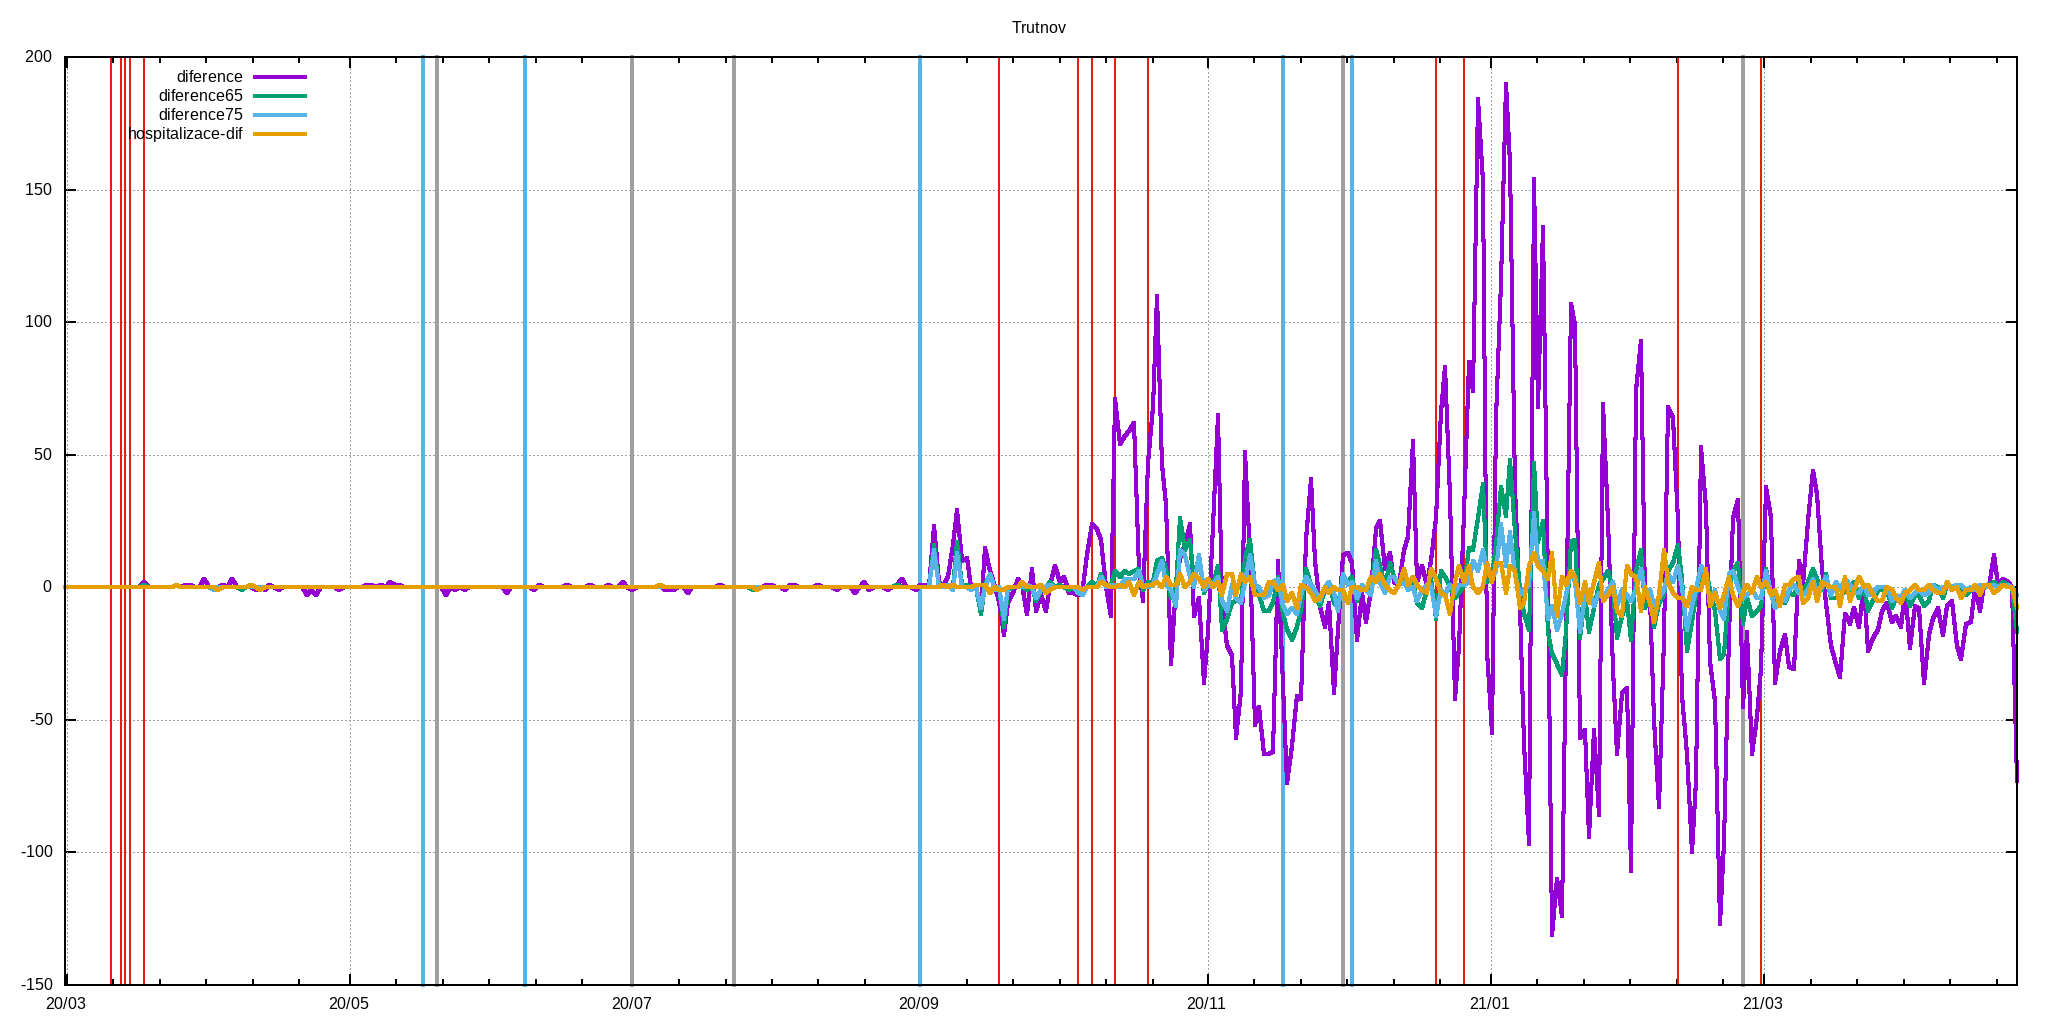 Trutnov
200
diference
diference65
diference75
hospitalizace-dif
150
100
50
0
-50
-100
-150
20/03 20/05 20/07 20/09 20/11 21/01 21/03